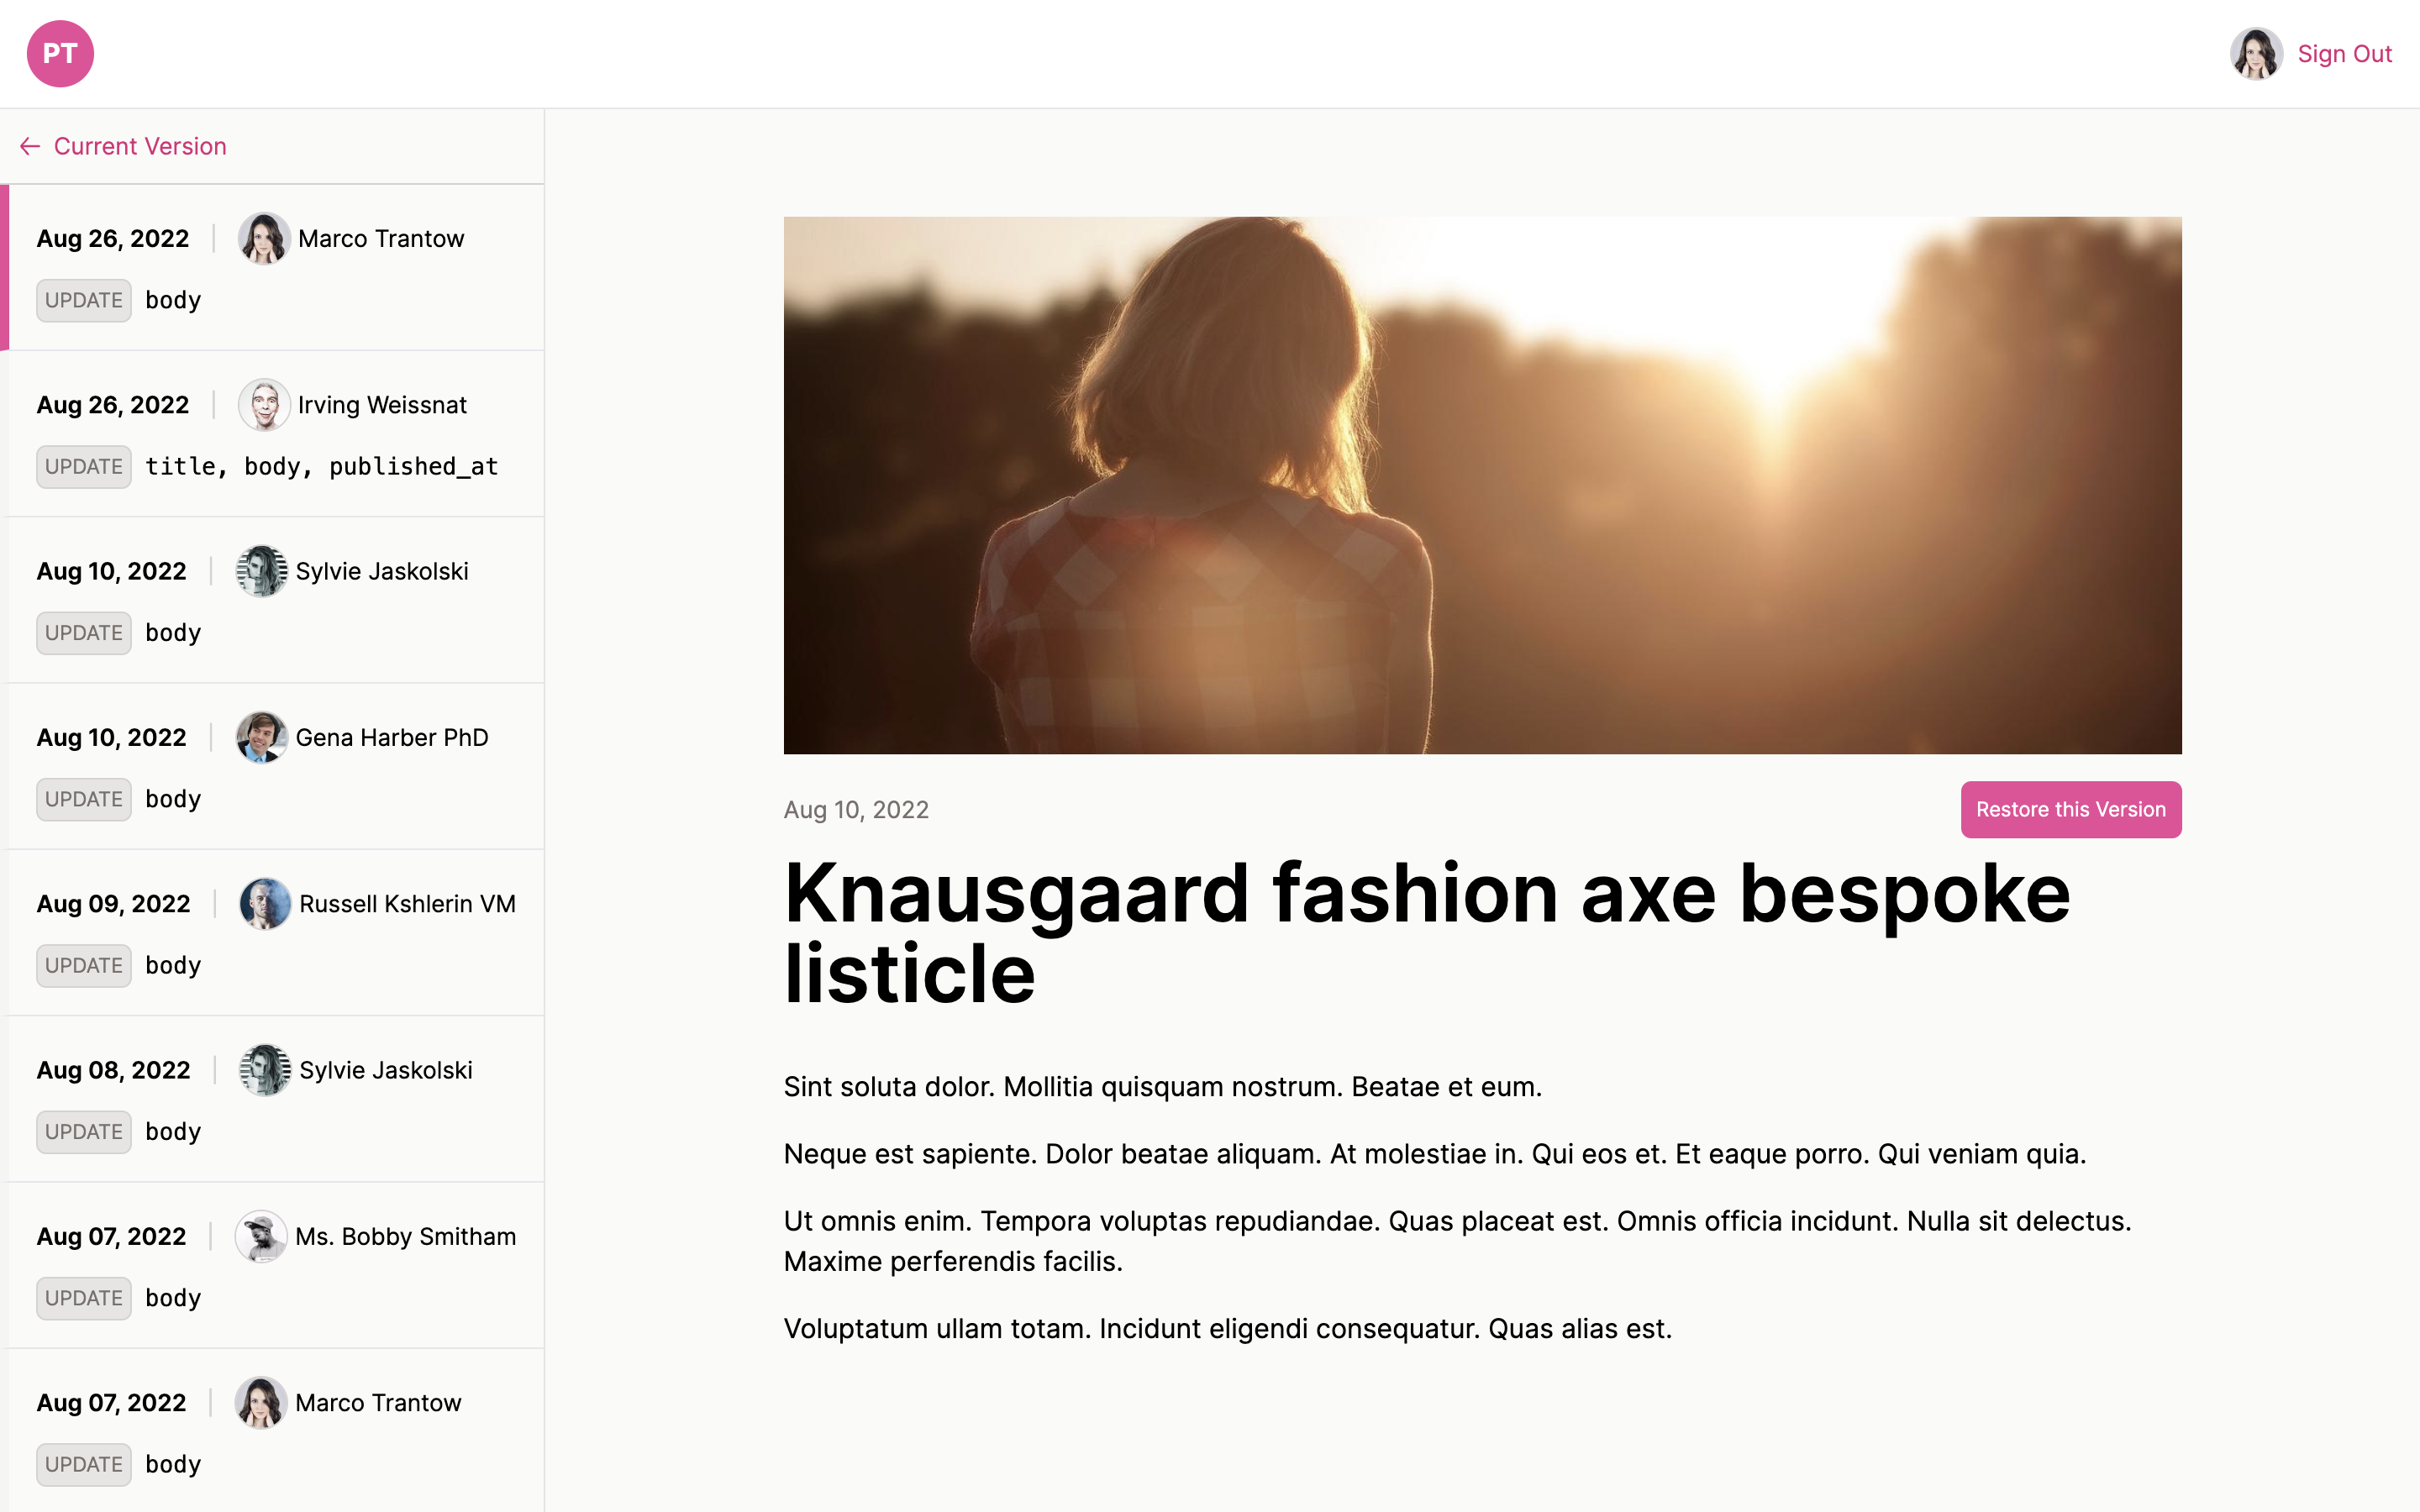 PT
Sign Out
← Current Version
Aug 26, 2022 | Marco Trantow
UPDATE body
Aug 26, 2022 | Irving Weissnat
UPDATE title, body, published_at
Aug 10, 2022 | Sylvie Jaskolski
UPDATE body
Aug 10, 2022 | Gena Harber PhD
UPDATE body
Aug 09, 2022 | Russell Kshlerin VM
UPDATE body
Aug 08, 2022 | Sylvie Jaskolski
UPDATE body
Aug 07, 2022 | Ms. Bobby Smitham
UPDATE body
Aug 07, 2022 | Marco Trantow
UPDATE body
Aug 10, 2022
Restore this Version
Knausgaard fashion axe bespoke
listicle
Sint soluta dolor. Mollitia quisquam nostrum. Beatae et eum.
Neque est sapiente. Dolor beatae aliquam. At molestiae in. Qui eos et. Et eaque porro. Qui veniam quia.
Ut omnis enim. Tempora voluptas repudiandae. Quas placeat est. Omnis officia incidunt. Nulla sit delectus.
Maxime perferendis facilis.
Voluptatum ullam totam. Incidunt eligendi consequatur. Quas alias est.